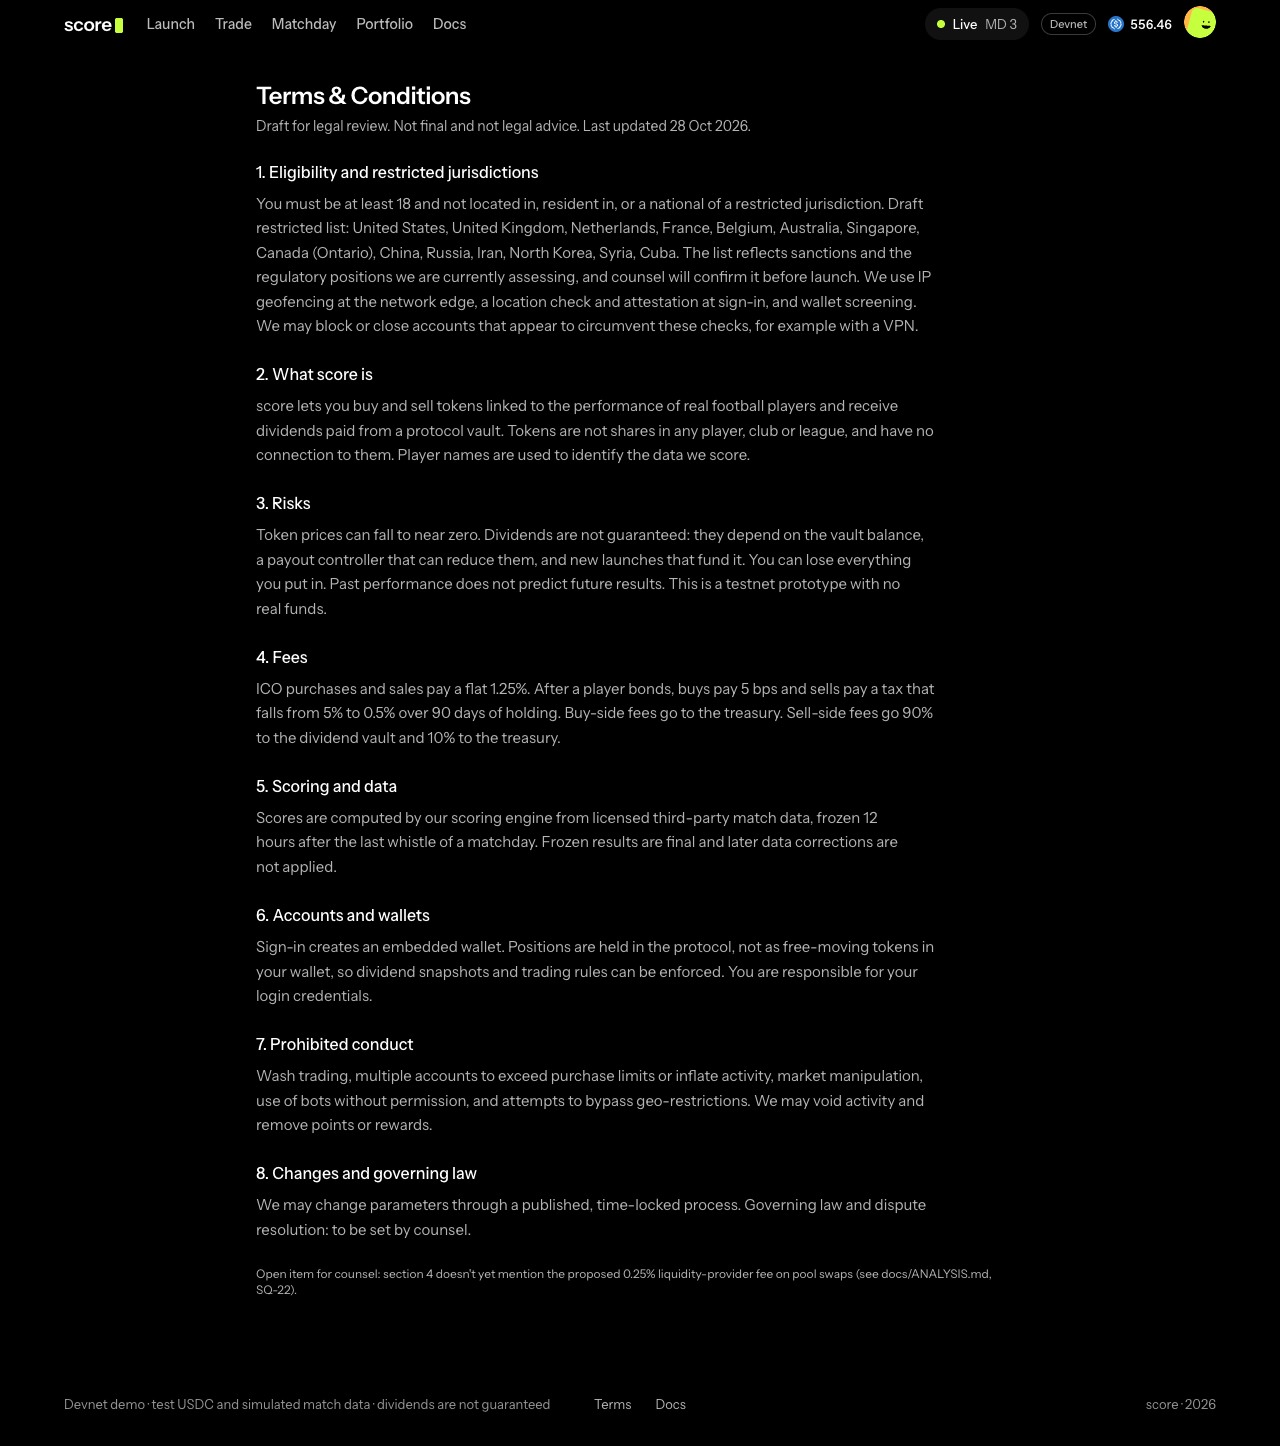 score
Launch
Trade
Matchday
Portfolio
Docs
Live MD 3
Devnet
556.46
Terms & Conditions
Draft for legal review. Not final and not legal advice. Last updated 28 Oct 2026.
1. Eligibility and restricted jurisdictions
You must be at least 18 and not located in, resident in, or a national of a restricted jurisdiction. Draft
restricted list: United States, United Kingdom, Netherlands, France, Belgium, Australia, Singapore,
Canada (Ontario), China, Russia, Iran, North Korea, Syria, Cuba. The list reflects sanctions and the
regulatory positions we are currently assessing, and counsel will confirm it before launch. We use IP
geofencing at the network edge, a location check and attestation at sign-in, and wallet screening.
We may block or close accounts that appear to circumvent these checks, for example with a VPN.
2. What score is
score lets you buy and sell tokens linked to the performance of real football players and receive
dividends paid from a protocol vault. Tokens are not shares in any player, club or league, and have no
connection to them. Player names are used to identify the data we score.
3. Risks
Token prices can fall to near zero. Dividends are not guaranteed: they depend on the vault balance,
a payout controller that can reduce them, and new launches that fund it. You can lose everything
you put in. Past performance does not predict future results. This is a testnet prototype with no
real funds.
4. Fees
ICO purchases and sales pay a flat 1.25%. After a player bonds, buys pay 5 bps and sells pay a tax that
falls from 5% to 0.5% over 90 days of holding. Buy-side fees go to the treasury. Sell-side fees go 90%
to the dividend vault and 10% to the treasury.
5. Scoring and data
Scores are computed by our scoring engine from licensed third-party match data, frozen 12
hours after the last whistle of a matchday. Frozen results are final and later data corrections are
not applied.
6. Accounts and wallets
Sign-in creates an embedded wallet. Positions are held in the protocol, not as free-moving tokens in
your wallet, so dividend snapshots and trading rules can be enforced. You are responsible for your
login credentials.
7. Prohibited conduct
Wash trading, multiple accounts to exceed purchase limits or inflate activity, market manipulation,
use of bots without permission, and attempts to bypass geo-restrictions. We may void activity and
remove points or rewards.
8. Changes and governing law
We may change parameters through a published, time-locked process. Governing law and dispute
resolution: to be set by counsel.
Open item for counsel: section 4 doesn't yet mention the proposed 0.25% liquidity-provider fee on pool swaps (see docs/ANALYSIS.md,
SQ-22).
Devnet demo · test USDC and simulated match data · dividends are not guaranteed
Terms
Docs
score · 2026